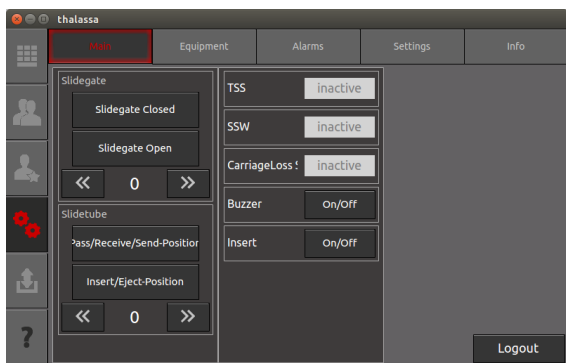 thalassa
Main Equipment Alarms Settings Info
Slidegate
Slidegate Closed
Slidegate Open
0
Slidetube
Pass/Receive/Send-Position
Insert/Eject-Position
0
TSS inactive
SSW inactive
CarriageLoss S inactive
Buzzer On/Off
Insert On/Off
?
Logout